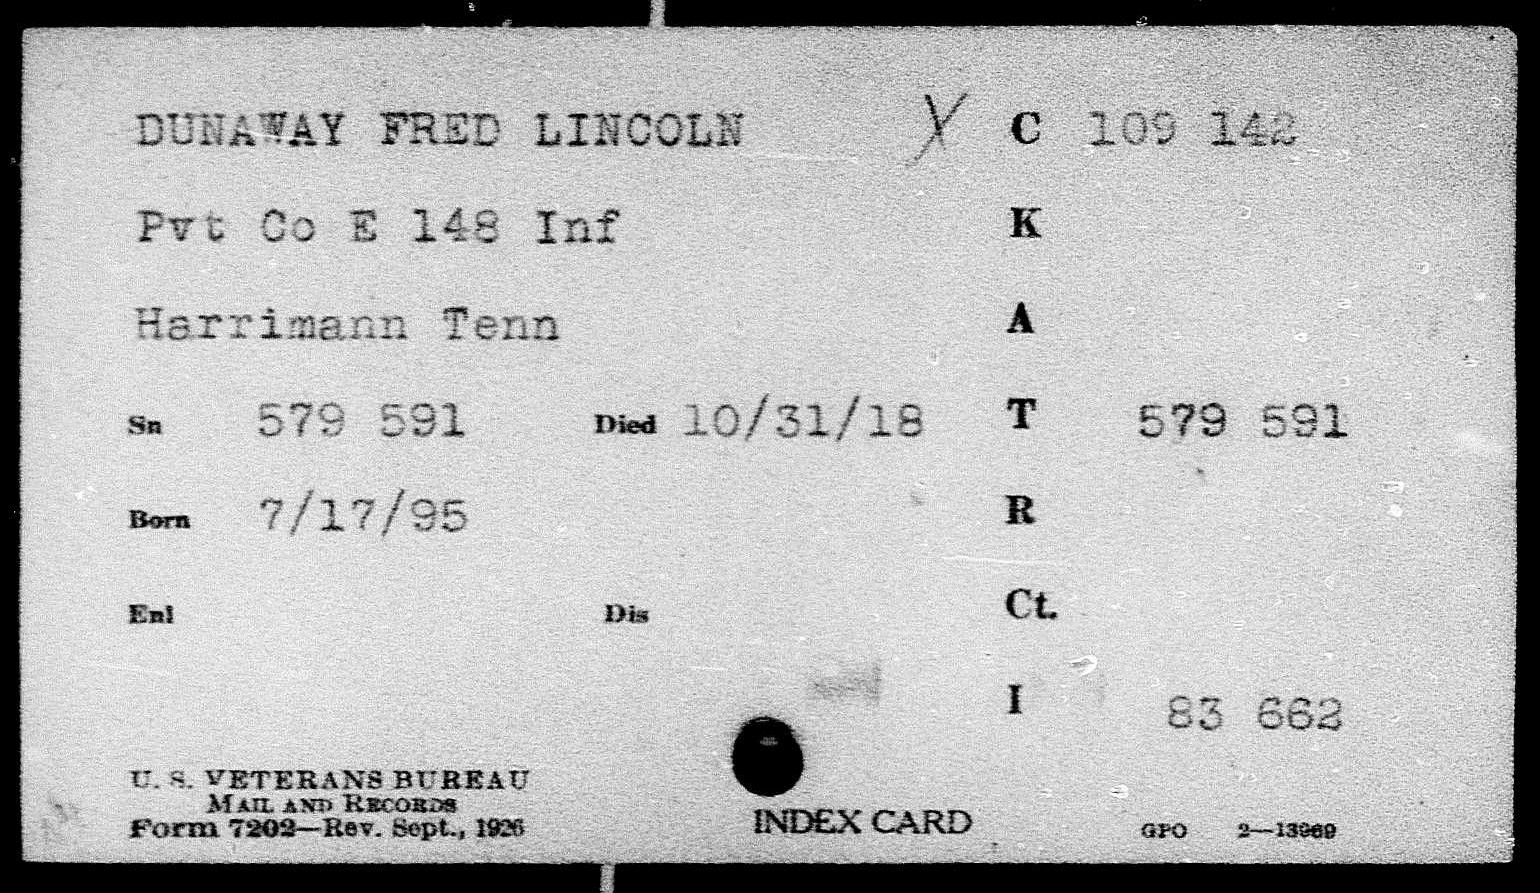 DUNAWAY FRED LINCOLN Y C 109 142
Pvt Co E 148 Inf K
Harrimann Tenn A
Sn 579 591 Died 10/31/18 T 579 591
Born 7/17/95 R
Enl Dis Ct.
I 83 662
U. S. VETERANS BUREAU
MAIL AND RECORDS
Form 7202—Rev. Sept., 1926 INDEX CARD GPO 2—13969